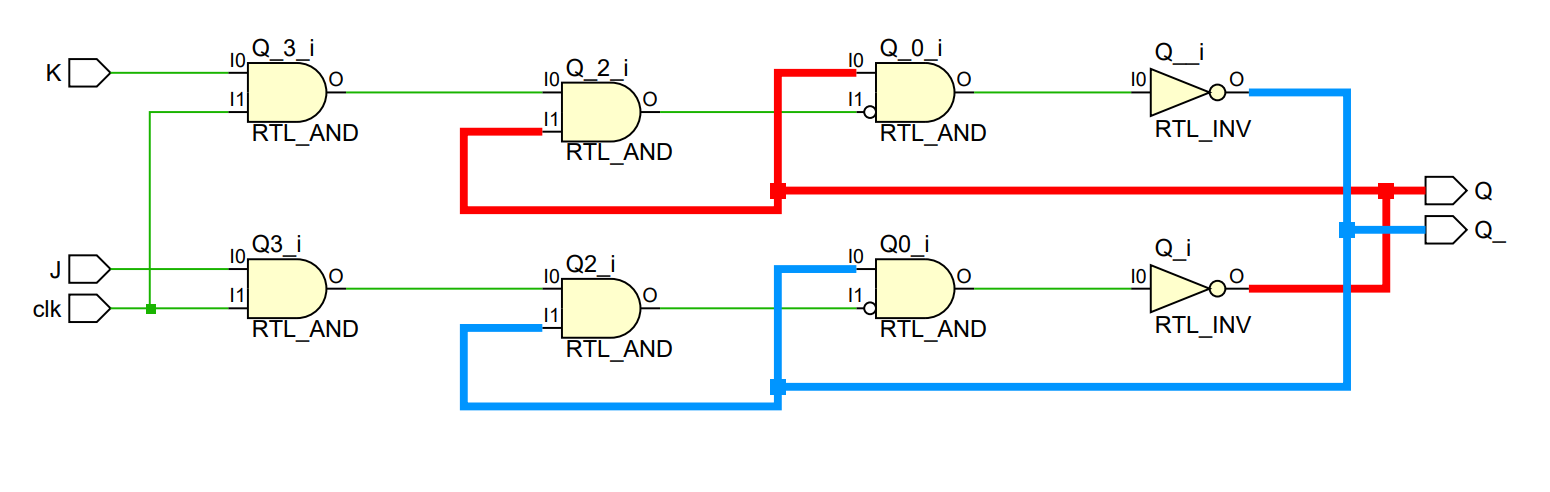 Q_3_i
Q_0_i
Q__i
Q_2_i
K
I0
I1
O
RTL_AND
I0
I1
O
RTL_AND
I0
I1
O
RTL_AND
I0
O
RTL_INV
Q
Q_
Q3_i
Q0_i
Q_i
Q2_i
J
clk
I0
I1
O
RTL_AND
I0
I1
O
RTL_AND
I0
I1
O
RTL_AND
I0
O
RTL_INV